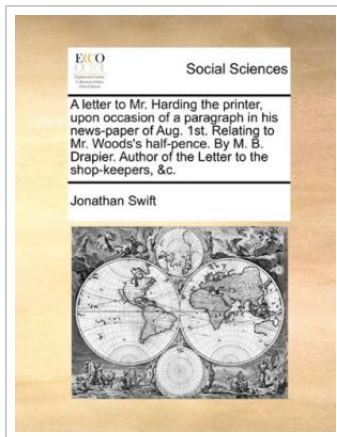 ECCO
Social Sciences
A letter to Mr. Harding the printer,
upon occasion of a paragraph in his
news-paper of Aug. 1st. Relating to
Mr. Woods's half-pence. By M. B.
Drapier. Author of the Letter to the
shop-keepers, &c.
Jonathan Swift